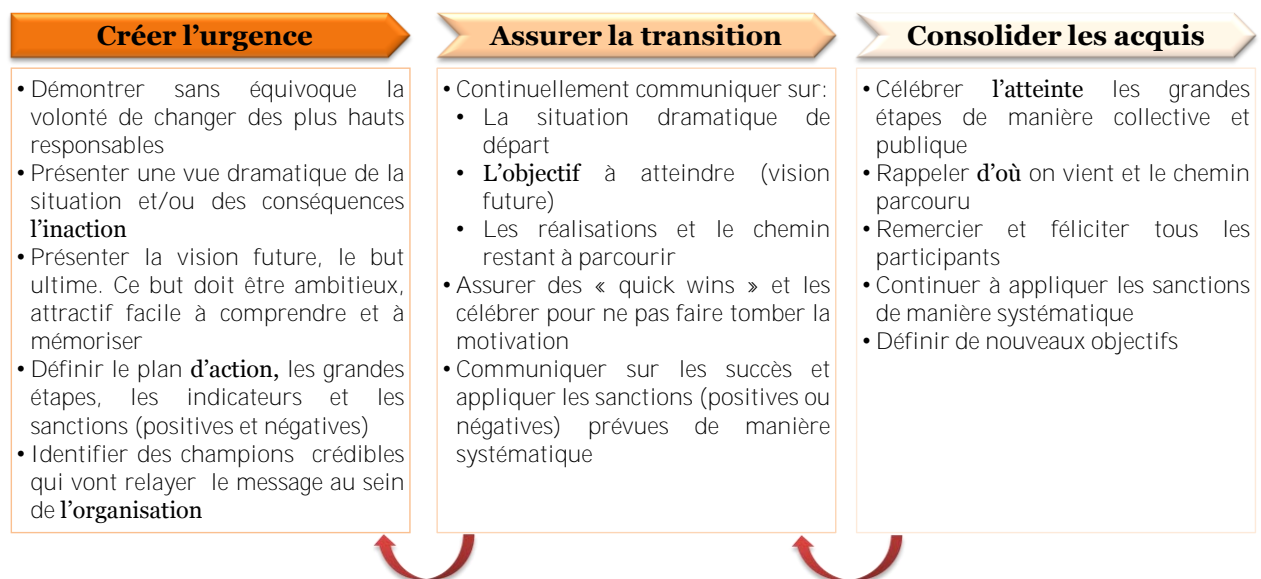 Créer l’urgence
• Démontrer sans équivoque la
volonté de changer des plus hauts
responsables
• Présenter une vue dramatique de la
situation et/ou des conséquences
l’inaction
• Présenter la vision future, le but
ultime. Ce but doit être ambitieux,
attractif facile à comprendre et à
mémoriser
• Définir le plan d’action, les grandes
étapes, les indicateurs et les
sanctions (positives et négatives)
• Identifier des champions crédibles
qui vont relayer le message au sein
de l’organisation
Assurer la transition
• Continuellement communiquer sur:
• La situation dramatique de
départ
• L’objectif à atteindre (vision
future)
• Les réalisations et le chemin
restant à parcourir
• Assurer des « quick wins » et les
célébrer pour ne pas faire tomber la
motivation
• Communiquer sur les succès et
appliquer les sanctions (positives ou
négatives) prévues de manière
systématique
Consolider les acquis
• Célébrer l’atteinte les grandes
étapes de manière collective et
publique
• Rappeler d’où on vient et le chemin
parcouru
• Remercier et féliciter tous les
participants
• Continuer à appliquer les sanctions
de manière systématique
• Définir de nouveaux objectifs